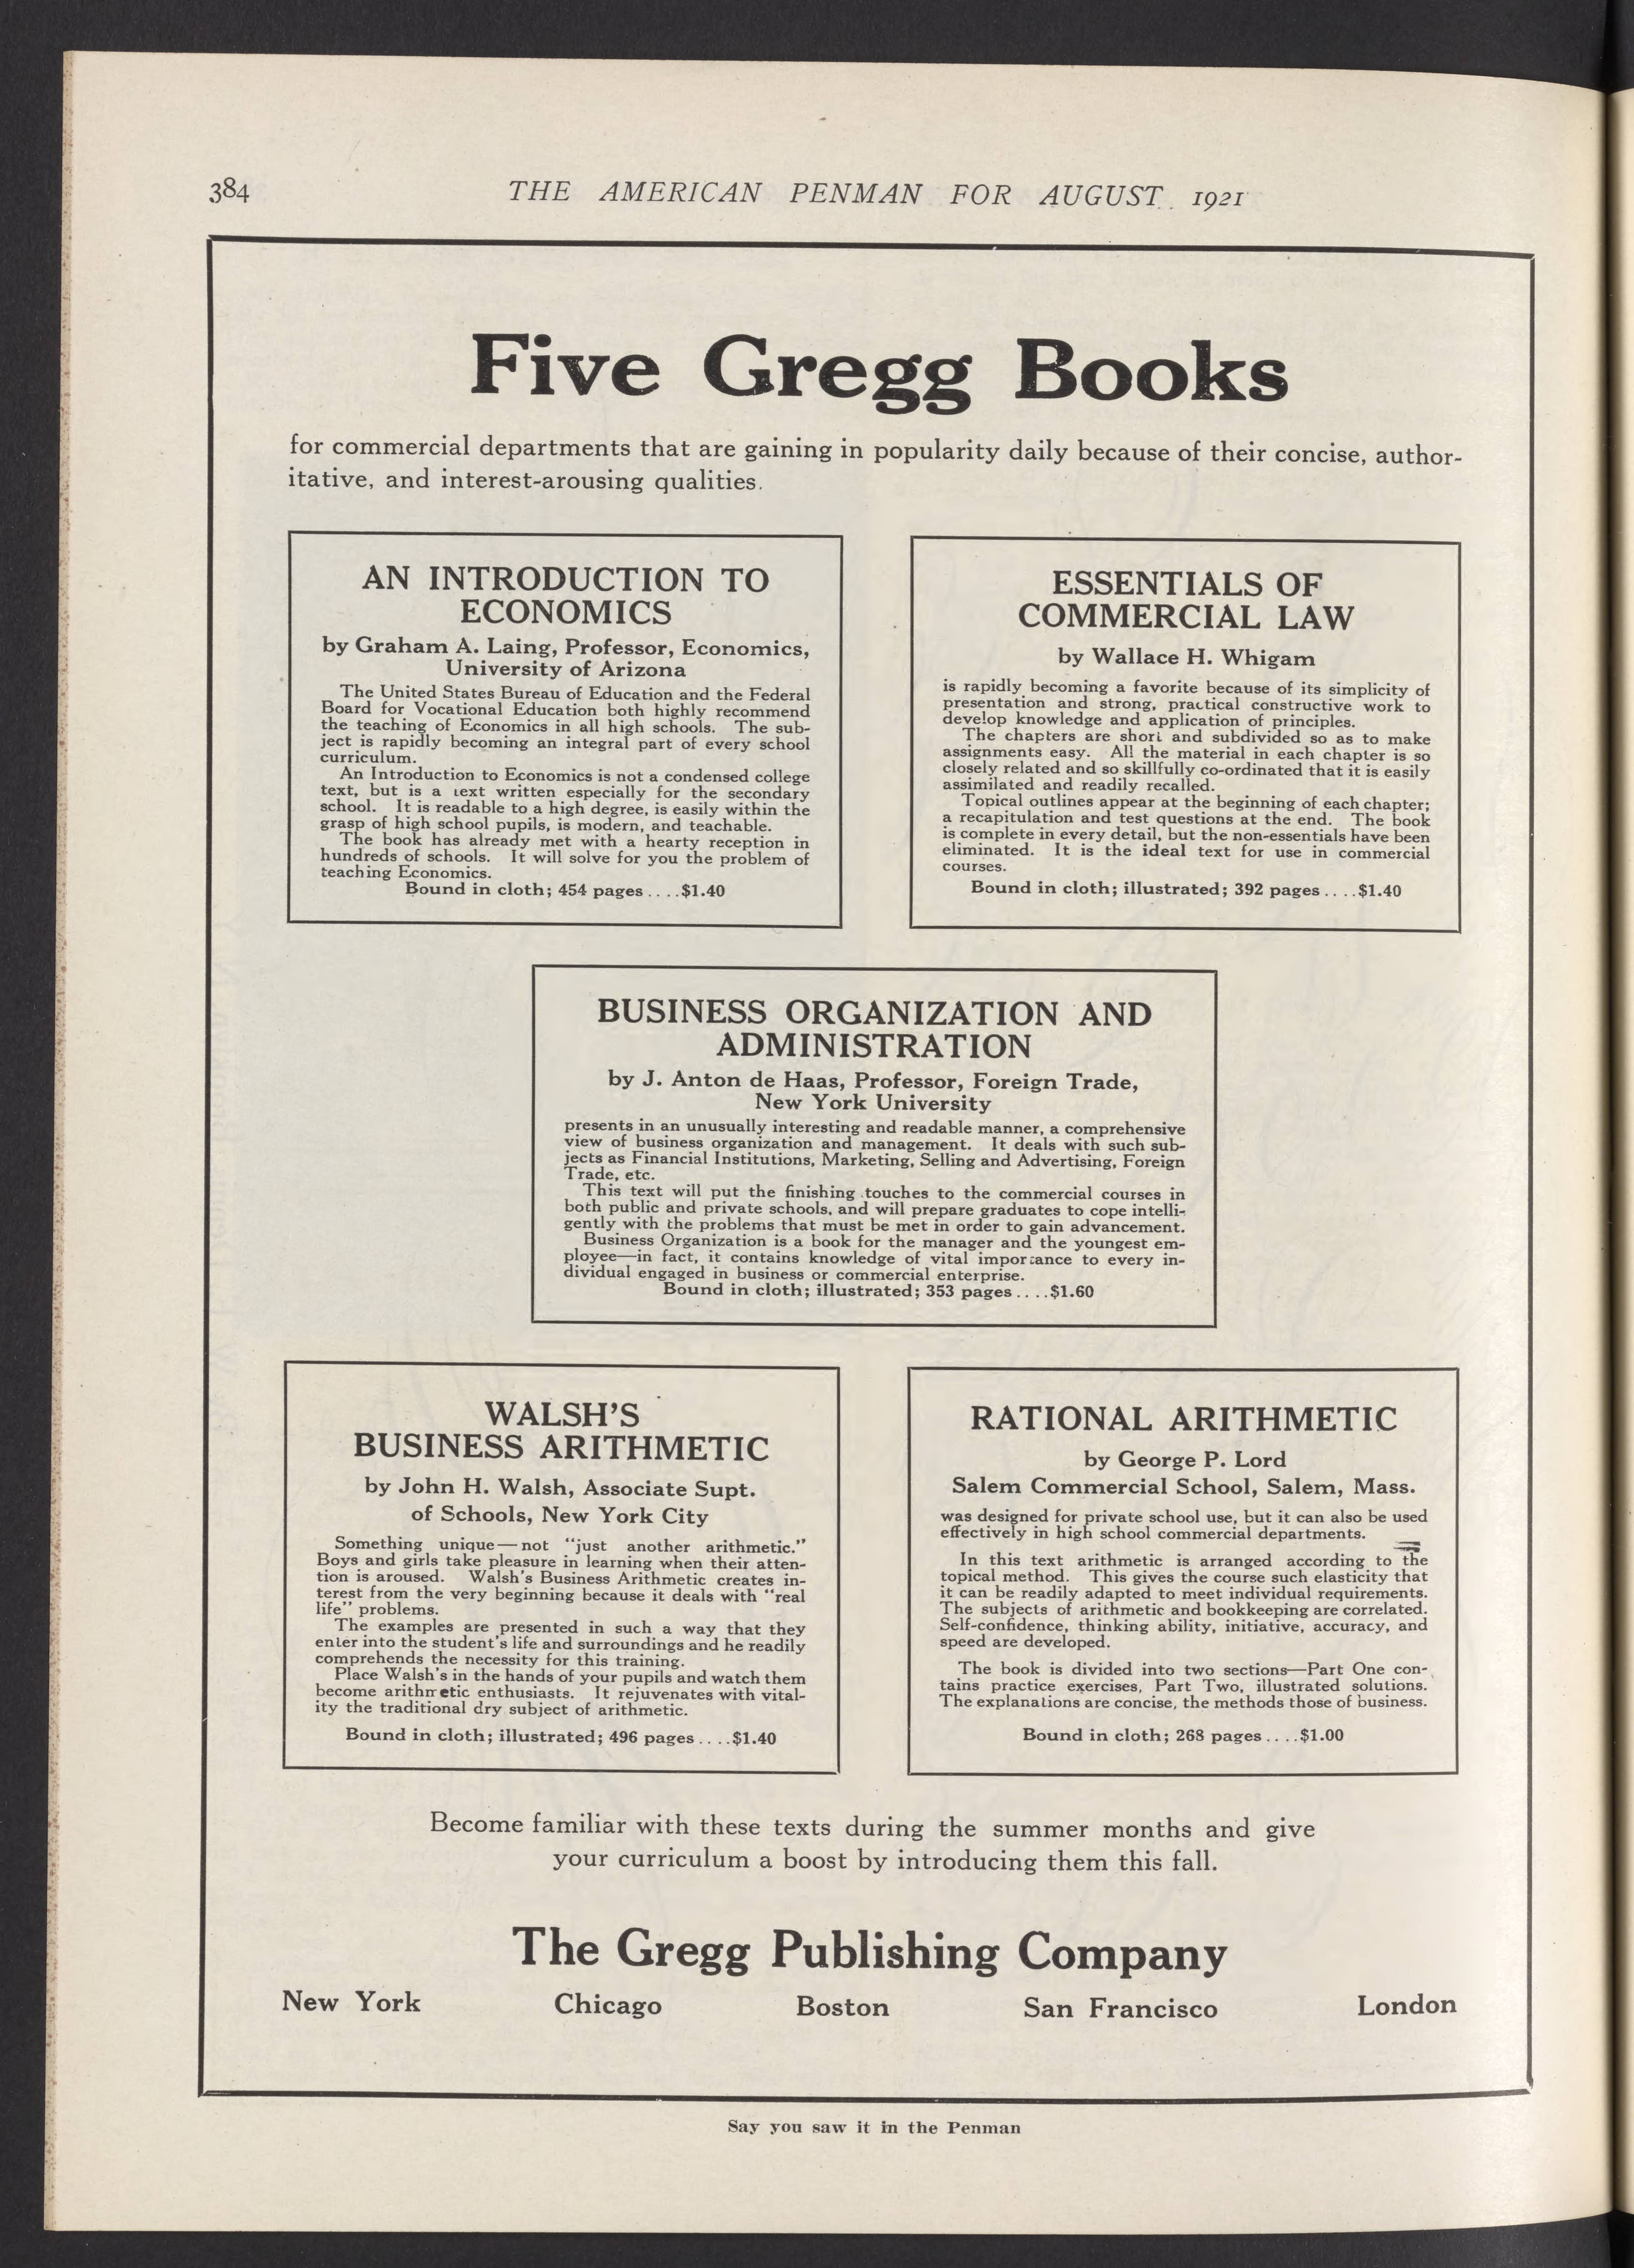 384
THE AMERICAN PENMAN FOR AUGUST 1921
Five Gregg Books
for commercial departments that are gaining in popularity daily because of their concise, author-
itative, and interest-arousing qualities.
AN INTRODUCTION TO
ECONOMICS
by Graham A. Laing, Professor, Economics,
University of Arizona
The United States Bureau of Education and the Federal
Board for Vocational Education both highly recommend
the teaching of Economics in all high schools. The sub-
ject is rapidly becoming an integral part of every school
curriculum.
An Introduction to Economics is not a condensed college
text, but is a text written especially for the secondary
school. It is readable to a high degree, is easily within the
grasp of high school pupils, is modern, and teachable.
The book has already met with a hearty reception in
hundreds of schools. It will solve for you the problem of
teaching Economics.
Bound in cloth; 454 pages....$1.40
ESSENTIALS OF
COMMERCIAL LAW
by Wallace H. Whigam
is rapidly becoming a favorite because of its simplicity of
presentation and strong, practical constructive work to
develop knowledge and application of principles.
The chapters are short and subdivided so as to make
assignments easy. All the material in each chapter is so
closely related and so skillfully co-ordinated that it is easily
assimilated and readily recalled.
Topical outlines appear at the beginning of each chapter;
a recapitulation and test questions at the end. The book
is complete in every detail, but the non-essentials have been
eliminated. It is the ideal text for use in commercial
courses.
Bound in cloth; illustrated; 392 pages....$1.40
BUSINESS ORGANIZATION AND
ADMINISTRATION
by J. Anton de Haas, Professor, Foreign Trade,
New York University
presents in an unusually interesting and readable manner, a comprehensive
view of business organization and management. It deals with such sub-
jects as Financial Institutions, Marketing, Selling and Advertising, Foreign
Trade, etc.
This text will put the finishing touches to the commercial courses in
both public and private schools, and will prepare graduates to cope intelli-
gently with the problems that must be met in order to gain advancement.
Business Organization is a book for the manager and the youngest em-
ployee—in fact, it contains knowledge of vital importance to every in-
dividual engaged in business or commercial enterprise.
Bound in cloth; illustrated; 353 pages....$1.60
WALSH'S
BUSINESS ARITHMETIC
by John H. Walsh, Associate Supt.
of Schools, New York City
Something unique—not "just another arithmetic."
Boys and girls take pleasure in learning when their atten-
tion is aroused. Walsh's Business Arithmetic creates in-
terest from the very beginning because it deals with "real
life" problems.
The examples are presented in such a way that they
enter into the student's life and surroundings and he readily
comprehends the necessity for this training.
Place Walsh's in the hands of your pupils and watch them
become arithmetic enthusiasts. It rejuvenates with vital-
ity the traditional dry subject of arithmetic.
Bound in cloth; illustrated; 496 pages....$1.40
RATIONAL ARITHMETIC
by George P. Lord
Salem Commercial School, Salem, Mass.
was designed for private school use, but it can also be used
effectively in high school commercial departments.
In this text arithmetic is arranged according to the
topical method. This gives the course such elasticity that
it can be readily adapted to meet individual requirements.
The subjects of arithmetic and bookkeeping are correlated.
Self-confidence, thinking ability, initiative, accuracy, and
speed are developed.
The book is divided into two sections—Part One con-
tains practice exercises, Part Two, illustrated solutions.
The explanations are concise, the methods those of business.
Bound in cloth; 268 pages....$1.00
Become familiar with these texts during the summer months and give
your curriculum a boost by introducing them this fall.
The Gregg Publishing Company
New York Chicago Boston San Francisco London
Say you saw it in the Penman